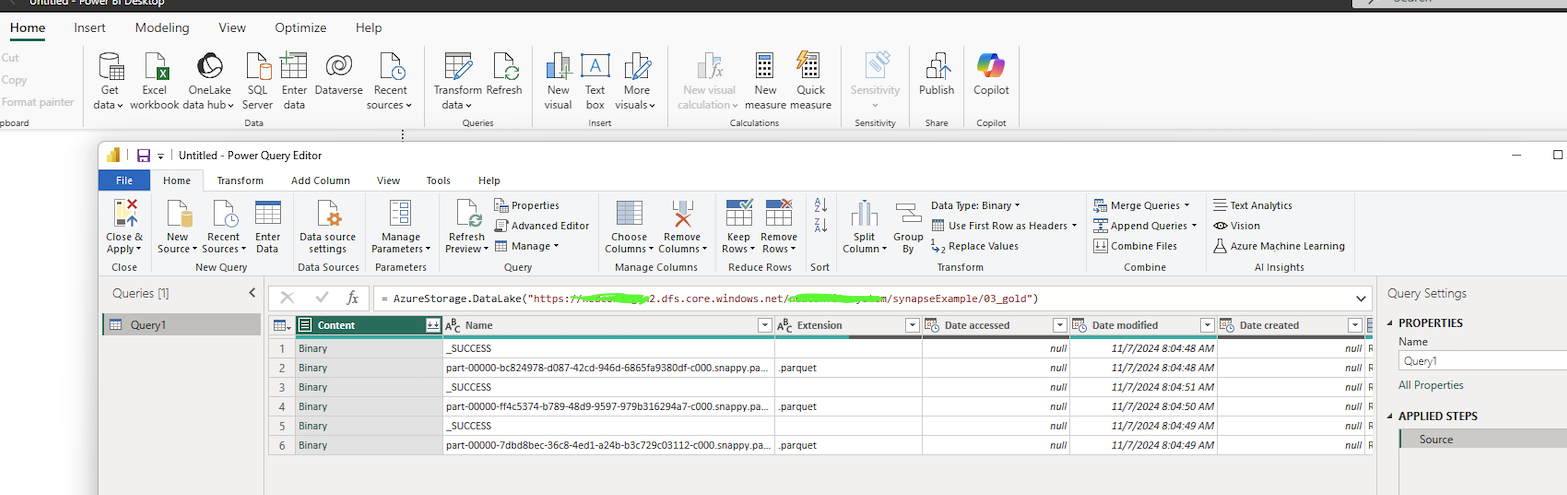 Untitled - Power BI Desktop
Search
Home Insert Modeling View Optimize Help
Cut
Copy
Format painter
Get data
Excel workbook
OneLake data hub
SQL Server
Enter data
Dataverse
Recent sources
Transform data
Refresh
New visual
Text box
More visuals
New visual calculation
New measure
Quick measure
Sensitivity
Publish
Copilot
pboard Data Queries Insert Calculations Sensitivity Share Copilot
Untitled - Power Query Editor
File Home Transform Add Column View Tools Help
Close & Apply
New Source
Recent Sources
Enter Data
Data source settings
Manage Parameters
Refresh Preview
Properties
Advanced Editor
Manage
Choose Columns
Remove Columns
Keep Rows
Remove Rows
Split Column
Group By
Data Type: Binary
Use First Row as Headers
Replace Values
Merge Queries
Append Queries
Combine Files
Text Analytics
Vision
Azure Machine Learning
Close New Query Data Sources Parameters Query Manage Columns Reduce Rows Sort Transform Combine AI Insights
Queries [1]
Query1
= AzureStorage.DataLake("https:// 2.dfs.core.windows.net/ /synapseExample/03_gold")
Content Name Extension Date accessed Date modified Date created
1 Binary _SUCCESS null 11/7/2024 8:04:48 AM null R
2 Binary part-00000-bc824978-d087-42cd-946d-6865fa9380df-c000.snappy.pa... .parquet null 11/7/2024 8:04:48 AM null R
3 Binary _SUCCESS null 11/7/2024 8:04:51 AM null R
4 Binary part-00000-ff4c5374-b789-48d9-9597-979b316294a7-c000.snappy.pa... .parquet null 11/7/2024 8:04:50 AM null R
5 Binary _SUCCESS null 11/7/2024 8:04:49 AM null R
6 Binary part-00000-7dbd8bec-36c8-4ed1-a24b-b3c729c03112-c000.snappy.pa... .parquet null 11/7/2024 8:04:49 AM null R
Query Settings
PROPERTIES
Name
Query1
All Properties
APPLIED STEPS
Source